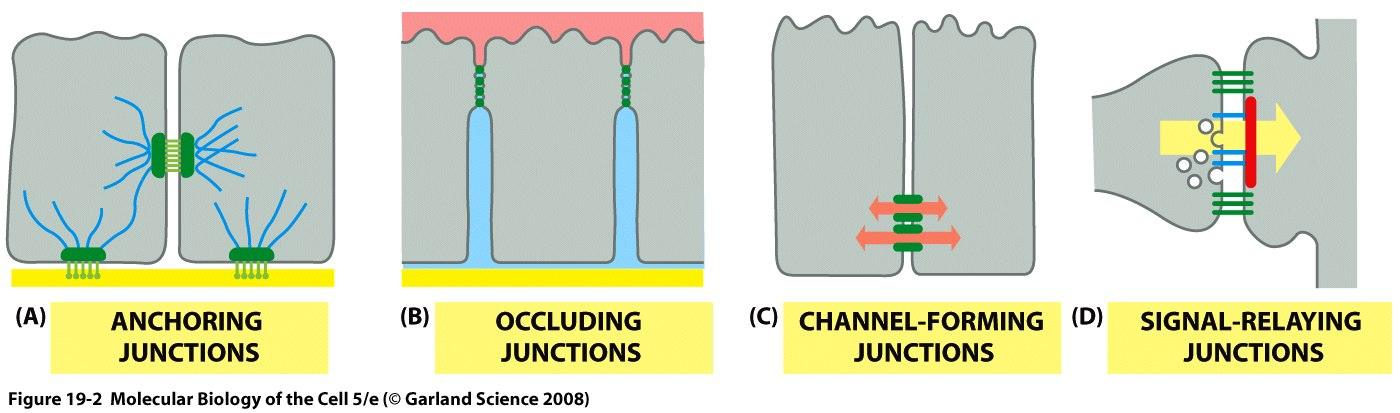 (A) ANCHORING
JUNCTIONS
(B) OCCLUDING
JUNCTIONS
(C) CHANNEL-FORMING
JUNCTIONS
(D) SIGNAL-RELAYING
JUNCTIONS
Figure 19-2 Molecular Biology of the Cell 5/e (© Garland Science 2008)